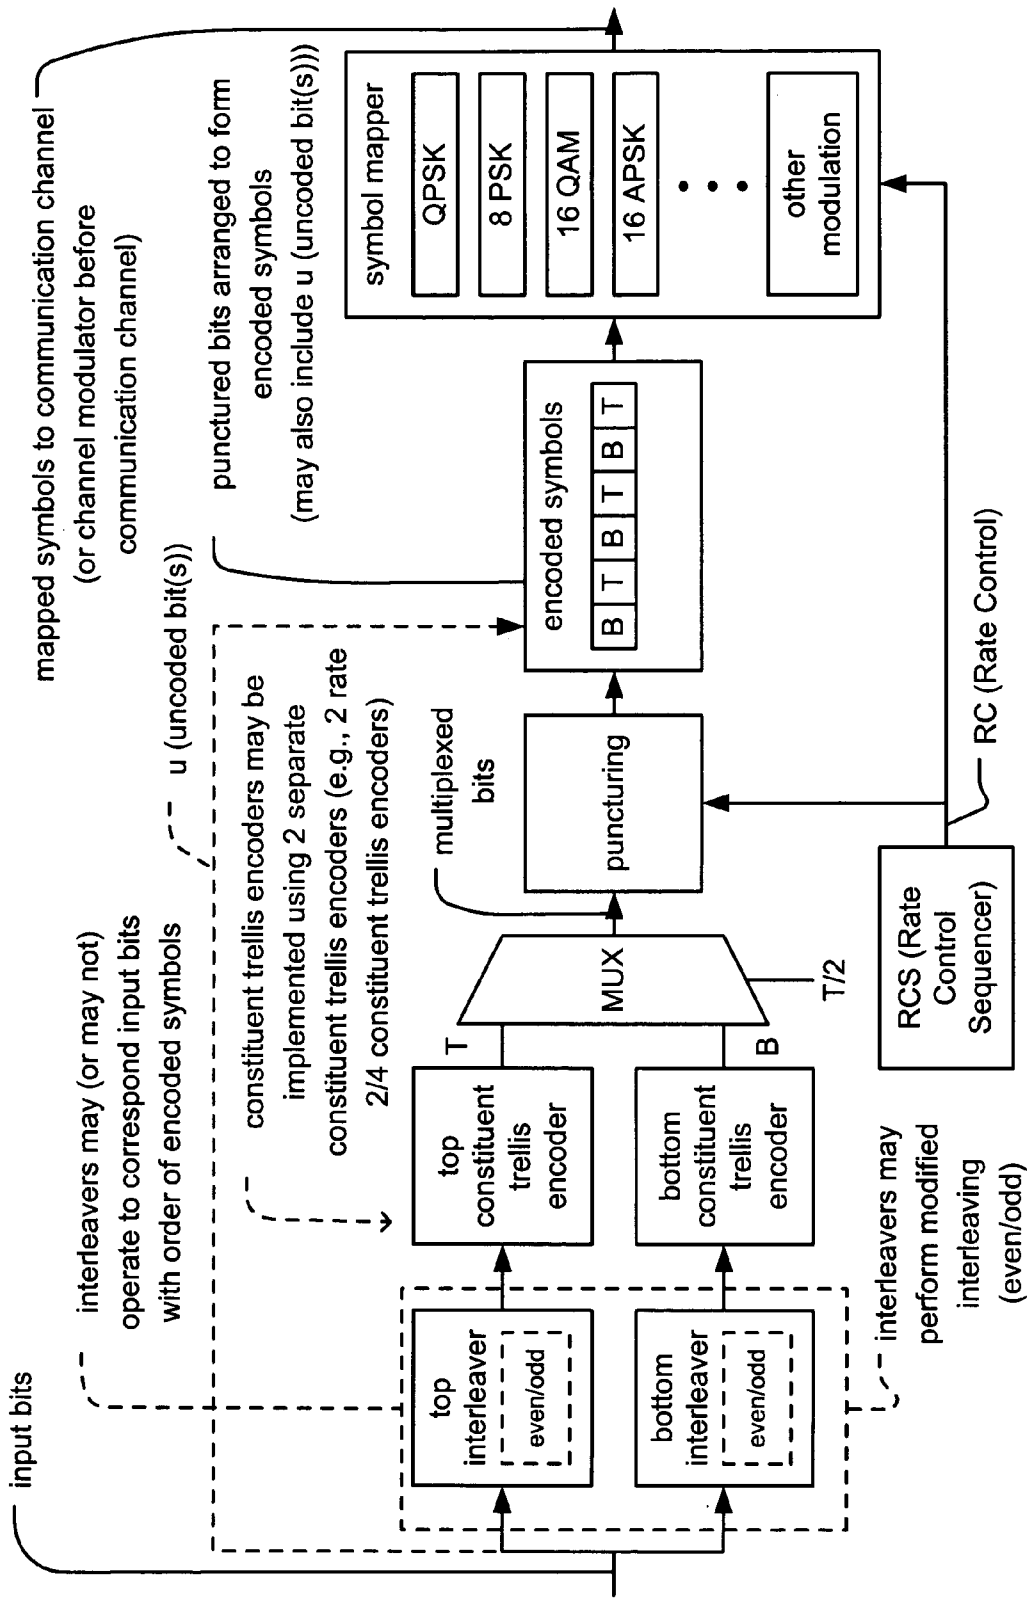 input bits
interleavers may (or may not)
operate to correspond input bits
with order of encoded symbols
u (uncoded bit(s))
mapped symbols to communication channel
(or channel modulator before
communication channel)
constituent trellis encoders may be
implemented using 2 separate
constituent trellis encoders (e.g., 2 rate
2/4 constituent trellis encoders)
punctured bits arranged to form
encoded symbols
(may also include u (uncoded bit(s)))
top
interleaver
even/odd
bottom
interleaver
even/odd
interleavers may
perform modified
interleaving
(even/odd)
top
constituent
trellis
encoder
bottom
constituent
trellis
encoder
T
B
MUX
T/2
multiplexed
bits
puncturing
encoded symbols
B T B T B T
symbol mapper
QPSK
8 PSK
16 QAM
16 APSK
other
modulation
RCS (Rate
Control
Sequencer)
RC (Rate Control)